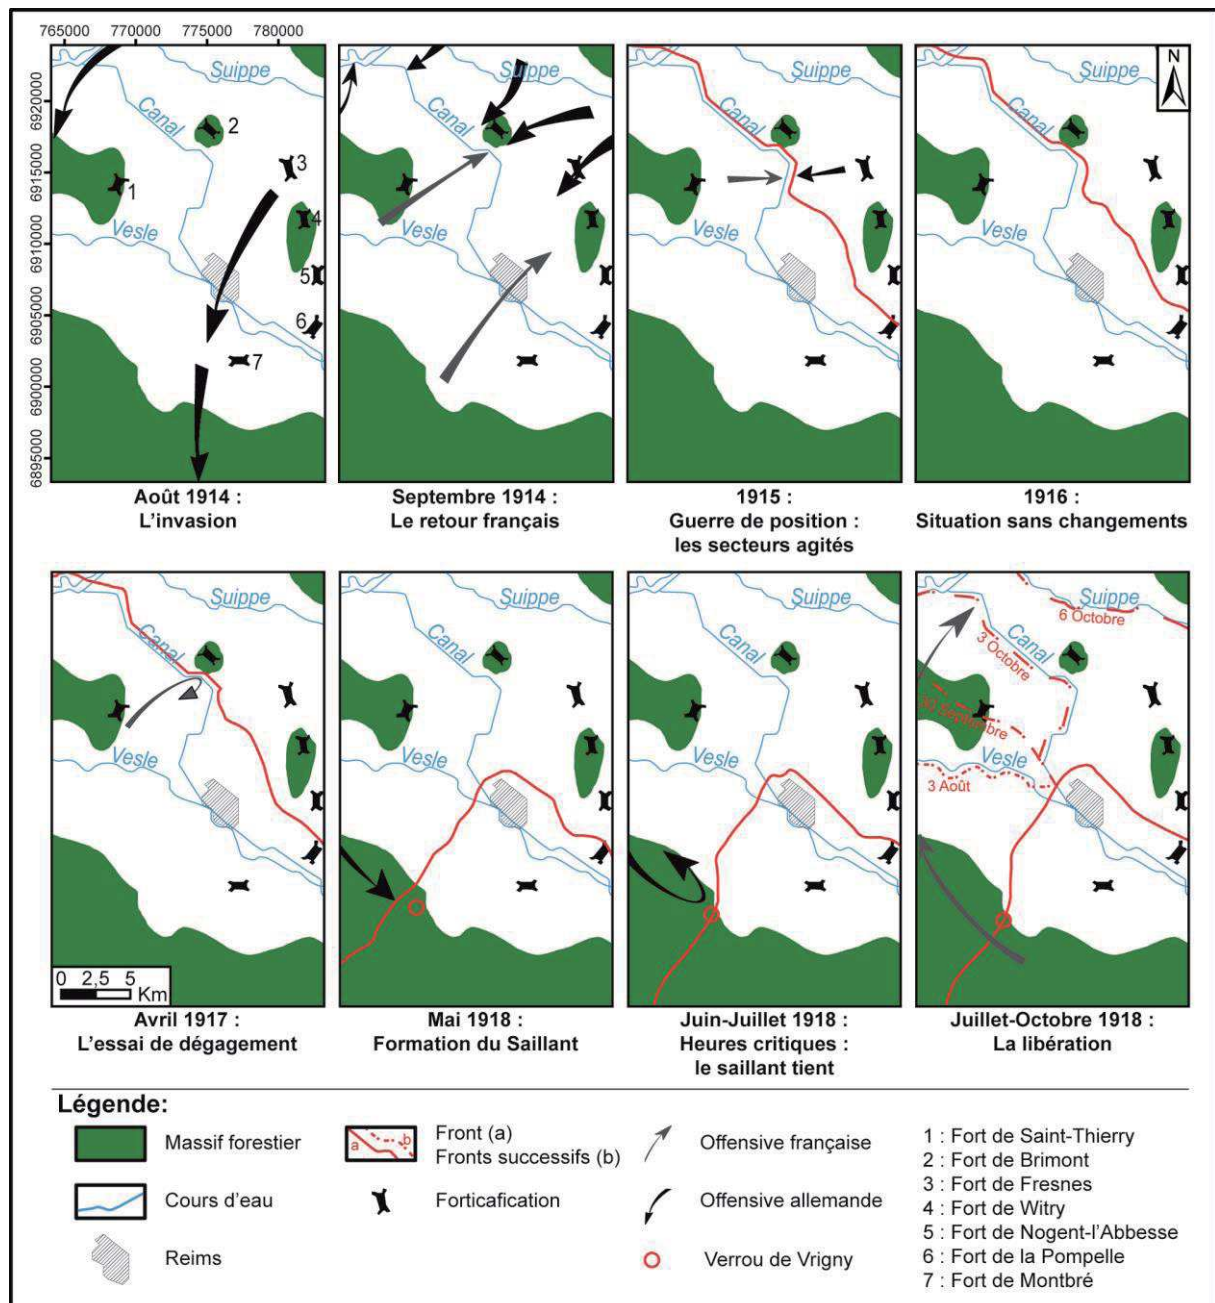 765000 770000 775000 780000
6920000
6915000
6910000
6905000
6900000
6895000
Suippe
Canal
Vesle
1
2
3
4
5
6
7
Août 1914 :
L'invasion
Suippe
Canal
Vesle
Septembre 1914 :
Le retour français
Suippe
Canal
Vesle
1915 :
Guerre de position :
les secteurs agités
N
Suippe
Canal
Vesle
1916 :
Situation sans changements
Suippe
Canal
Vesle
0 2,5 5
Km
Avril 1917 :
L'essai de dégagement
Suippe
Canal
Vesle
Mai 1918 :
Formation du Saillant
Suippe
Canal
Vesle
Juin-Juillet 1918 :
Heures critiques :
le saillant tient
Suippe
6 Octobre
Canal
3 Octobre
Septembre
Vesle
3 Août
Juillet-Octobre 1918 :
La libération
Légende:
Massif forestier
Cours d'eau
Reims
a
b
Front (a)
Fronts successifs (b)
Forticafication
Offensive française
Offensive allemande
Verrou de Vrigny
1 : Fort de Saint-Thierry
2 : Fort de Brimont
3 : Fort de Fresnes
4 : Fort de Witry
5 : Fort de Nogent-l'Abbesse
6 : Fort de la Pompelle
7 : Fort de Montbré